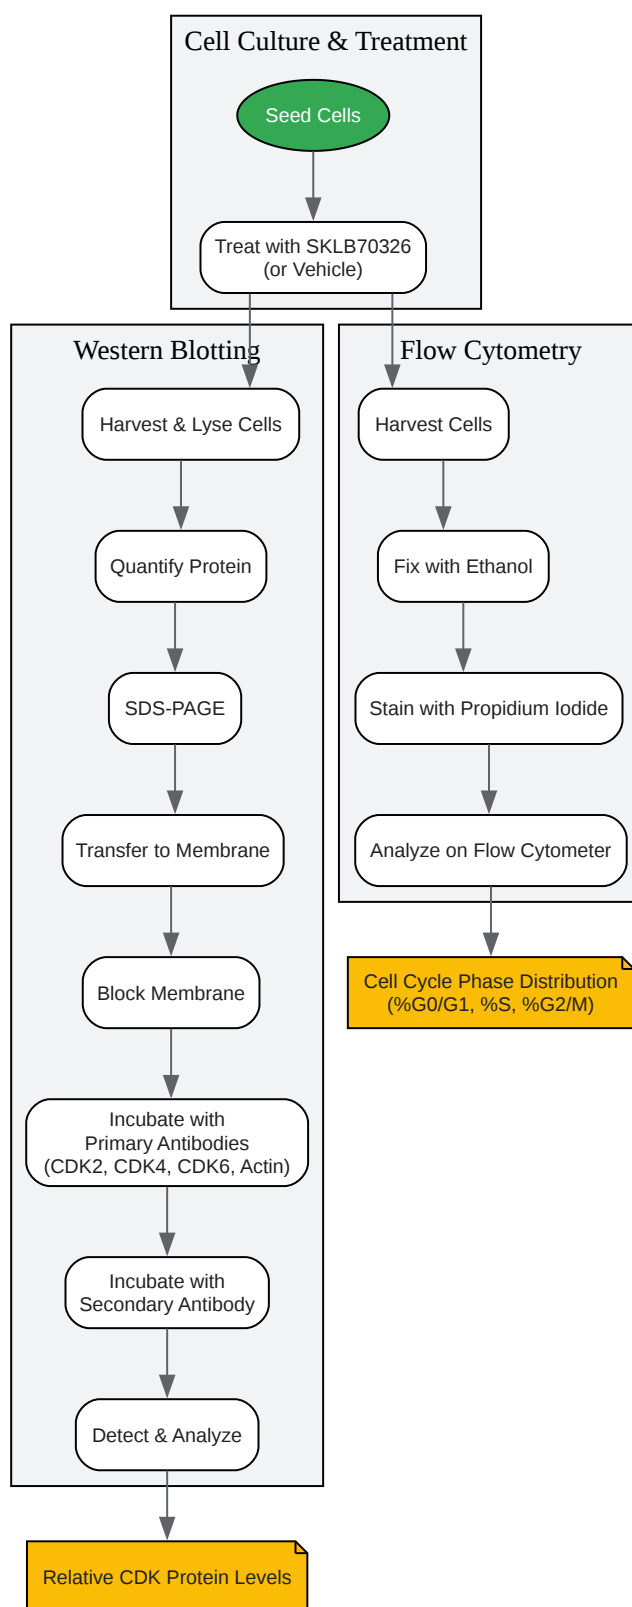 Cell Culture & Treatment
Seed Cells
Treat with SKLB70326
(or Vehicle)
Western Blotting
Harvest & Lyse Cells
Quantify Protein
SDS-PAGE
Transfer to Membrane
Block Membrane
Incubate with
Primary Antibodies
(CDK2, CDK4, CDK6, Actin)
Incubate with
Secondary Antibody
Detect & Analyze
Relative CDK Protein Levels
Flow Cytometry
Harvest Cells
Fix with Ethanol
Stain with Propidium Iodide
Analyze on Flow Cytometer
Cell Cycle Phase Distribution
(%G0/G1, %S, %G2/M)